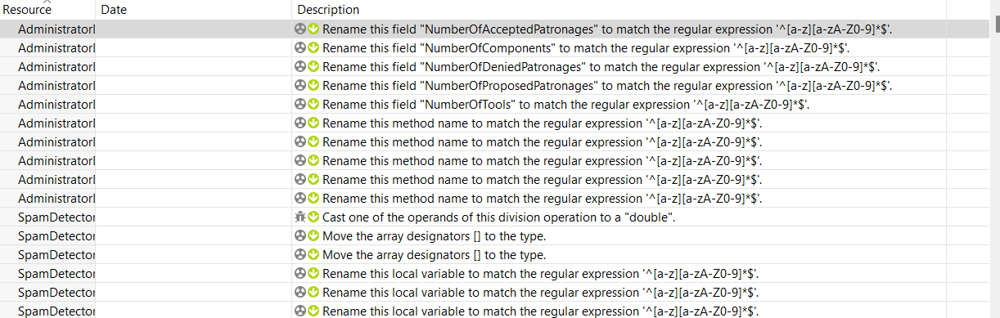 Resource Date Description
AdministratorD Rename this field "NumberOfAcceptedPatronages" to match the regular expression '^[a-z][a-zA-Z0-9]*$'.
AdministratorD Rename this field "NumberOfComponents" to match the regular expression '^[a-z][a-zA-Z0-9]*$'.
AdministratorD Rename this field "NumberOfDeniedPatronages" to match the regular expression '^[a-z][a-zA-Z0-9]*$'.
AdministratorD Rename this field "NumberOfProposedPatronages" to match the regular expression '^[a-z][a-zA-Z0-9]*$'.
AdministratorD Rename this field "NumberOfTools" to match the regular expression '^[a-z][a-zA-Z0-9]*$'.
AdministratorD Rename this method name to match the regular expression '^[a-z][a-zA-Z0-9]*$'.
AdministratorD Rename this method name to match the regular expression '^[a-z][a-zA-Z0-9]*$'.
AdministratorD Rename this method name to match the regular expression '^[a-z][a-zA-Z0-9]*$'.
AdministratorD Rename this method name to match the regular expression '^[a-z][a-zA-Z0-9]*$'.
AdministratorD Rename this method name to match the regular expression '^[a-z][a-zA-Z0-9]*$'.
SpamDetector Cast one of the operands of this division operation to a "double".
SpamDetector Move the array designators [] to the type.
SpamDetector Move the array designators [] to the type.
SpamDetector Rename this local variable to match the regular expression '^[a-z][a-zA-Z0-9]*$'.
SpamDetector Rename this local variable to match the regular expression '^[a-z][a-zA-Z0-9]*$'.
SpamDetector Rename this local variable to match the regular expression '^[a-z][a-zA-Z0-9]*$'.